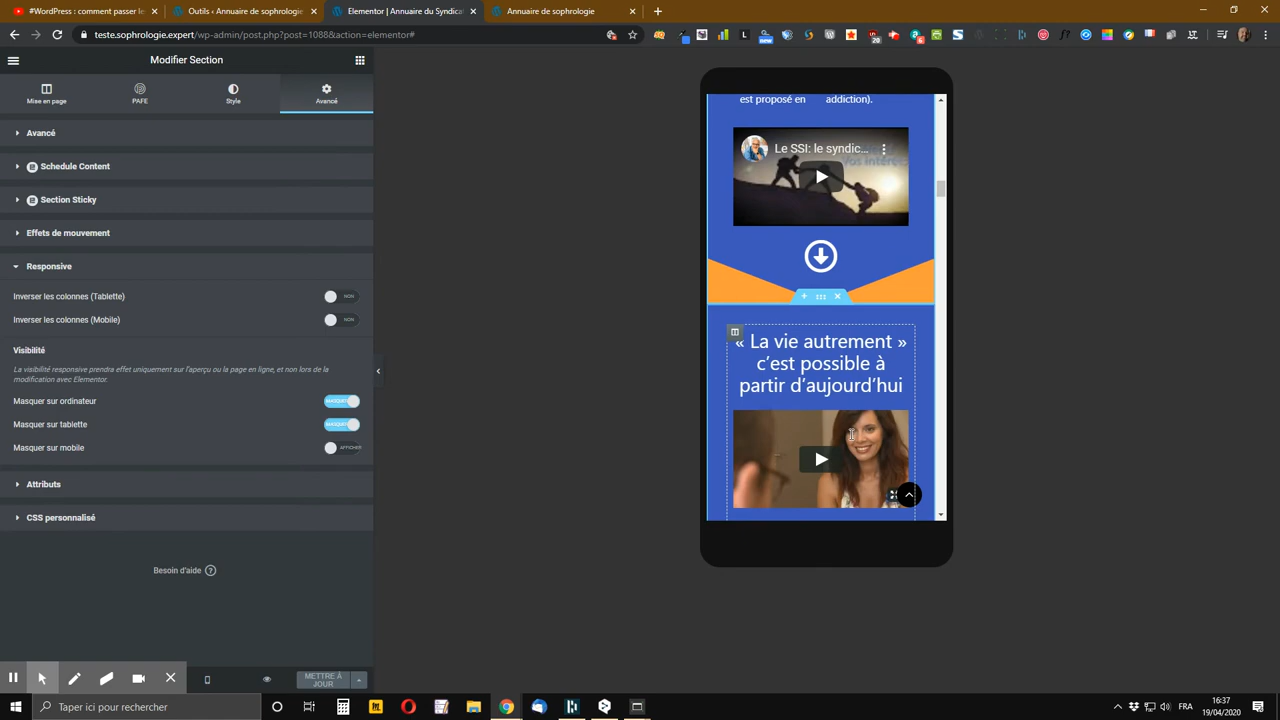 #WordPress : comment passer le
Outils ‹ Annuaire de sophrologie
Elementor | Annuaire du Syndicat
Annuaire de sophrologie
teste.sophrologie.expert/wp-admin/post.php?post=1088&action=elementor#
Modifier Section
Mise en page
PAFE
Style
Avancé
Avancé
Schedule Content
Section Sticky
Effets de mouvement
Responsive
Inverser les colonnes (Tablette)
NON
Inverser les colonnes (Mobile)
NON
Visibilité
La visibilité responsive prendra effet uniquement sur l'aperçu ou la page en ligne, et non lors de la
modification avec Elementor.
Masquer sur ordinateur
Masquer sur tablette
Masquer sur mobile
AFFICHER
Attributs
CSS personnalisé
Besoin d'aide
METTRE À
JOUR
est proposé en
addiction).
Le SSI: le syndic...
« La vie autrement »
c'est possible à
partir d'aujourd'hui
Taper ici pour rechercher
FRA
16:37
19/04/2020